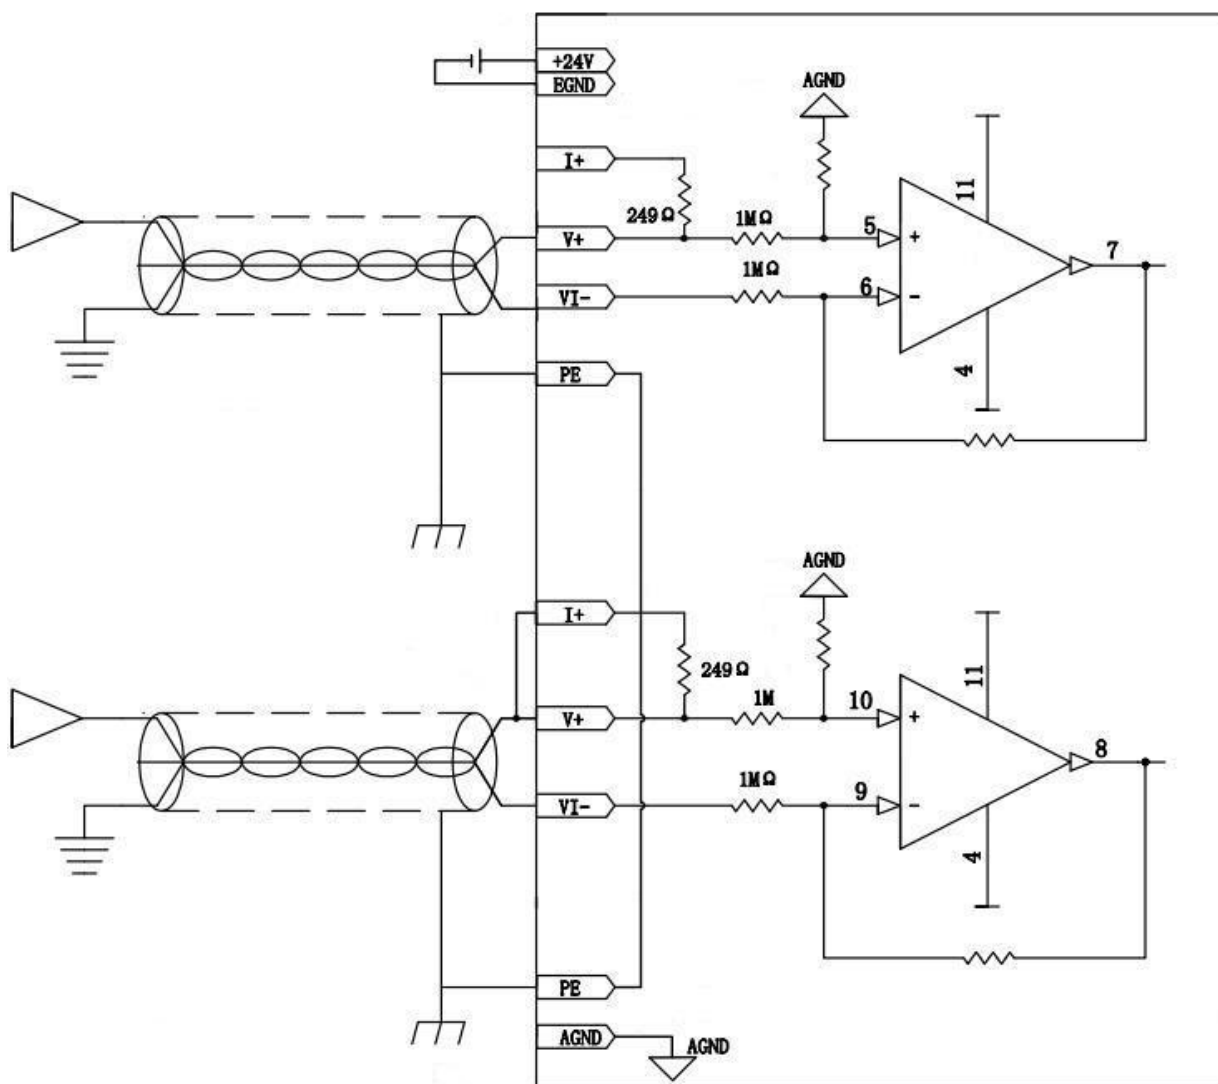 +24V
EGND
AGND
I+
11
249Ω
1MΩ
V+
5
+
7
1MΩ
VI-
6
-
PE
4
AGND
I+
11
249Ω
1M
V+
10
+
8
1MΩ
VI-
9
-
4
PE
AGND
AGND